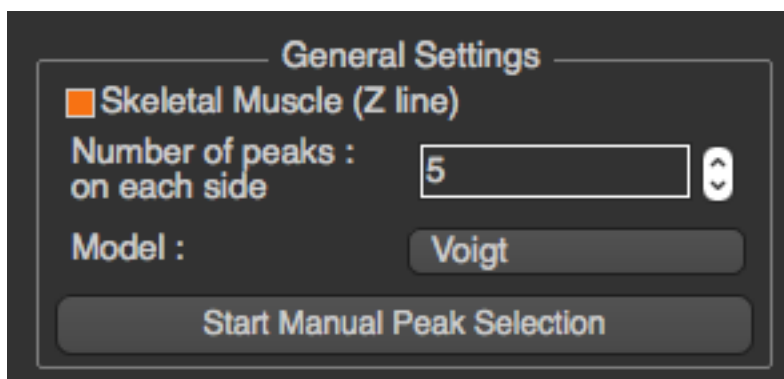 General Settings
Skeletal Muscle (Z line)
Number of peaks :
on each side
5
Model :
Voigt
Start Manual Peak Selection